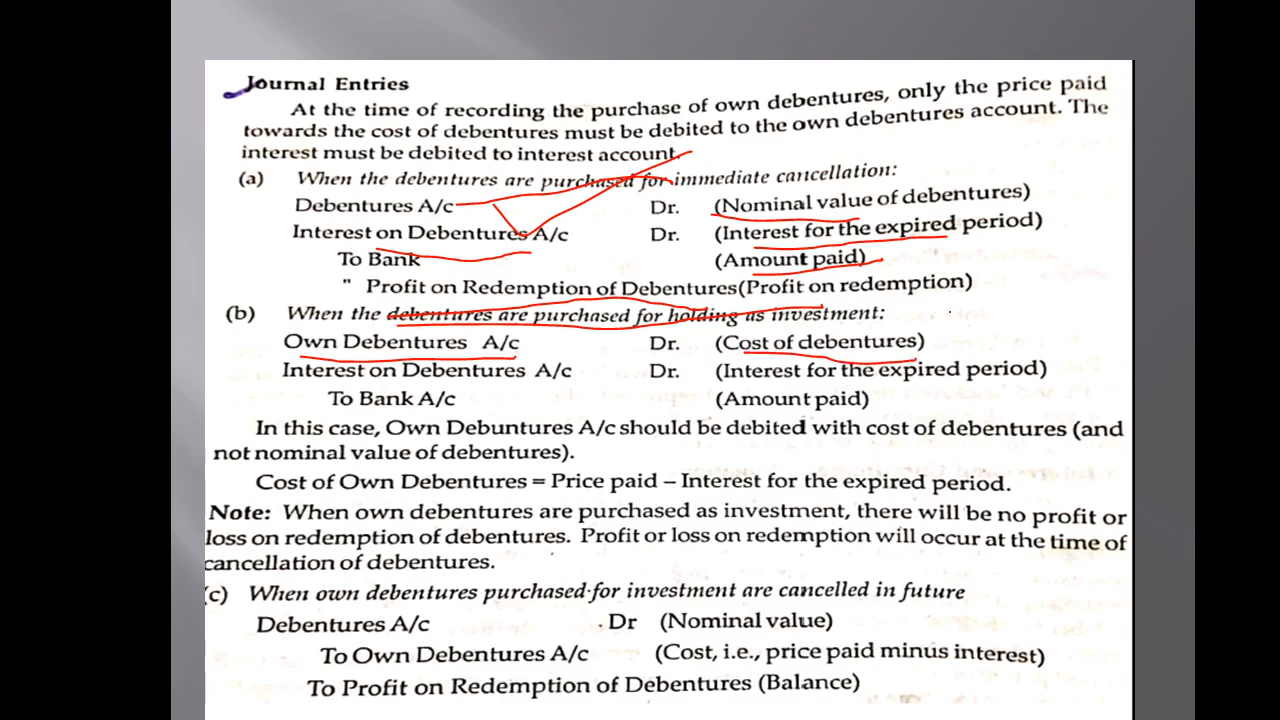 Journal Entries
At the time of recording the purchase of own debentures, only the price paid
towards the cost of debentures must be debited to the own debentures account. The
interest must be debited to interest account.
(a) When the debentures are purchased for immediate cancellation:
Debentures A/c Dr. (Nominal value of debentures)
Interest on Debentures A/c Dr. (Interest for the expired period)
To Bank (Amount paid)
" Profit on Redemption of Debentures(Profit on redemption)
(b) When the debentures are purchased for holding as investment:
Own Debentures A/c Dr. (Cost of debentures)
Interest on Debentures A/c Dr. (Interest for the expired period)
To Bank A/c (Amount paid)
In this case, Own Debuntures A/c should be debited with cost of debentures (and
not nominal value of debentures).
Cost of Own Debentures = Price paid – Interest for the expired period.
Note: When own debentures are purchased as investment, there will be no profit or
loss on redemption of debentures. Profit or loss on redemption will occur at the time of
cancellation of debentures.
(c) When own debentures purchased-for investment are cancelled in future
Debentures A/c Dr (Nominal value)
To Own Debentures A/c (Cost, i.e., price paid minus interest)
To Profit on Redemption of Debentures (Balance)